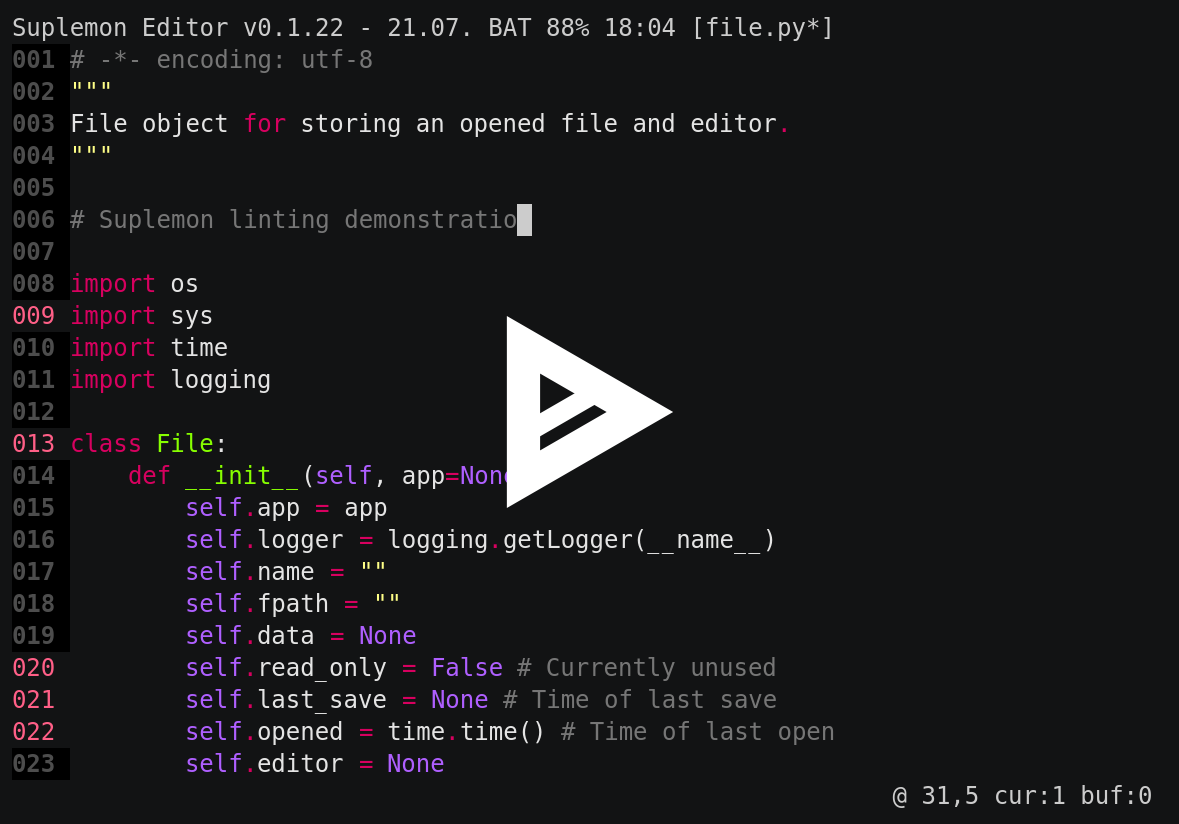 Suplemon Editor v0.1.22 - 21.07. BAT 88% 18:04 [file.py*]
001 # -*- encoding: utf-8
002 """
003 File object for storing an opened file and editor.
004 """
005
006 # Suplemon linting demonstratio
007
008 import os
009 import sys
010 import time
011 import logging
012
013 class File:
014     def __init__(self, app=None
015         self.app = app
016         self.logger = logging.getLogger(__name__)
017         self.name = ""
018         self.fpath = ""
019         self.data = None
020         self.read_only = False # Currently unused
021         self.last_save = None # Time of last save
022         self.opened = time.time() # Time of last open
023         self.editor = None
@ 31,5 cur:1 buf:0